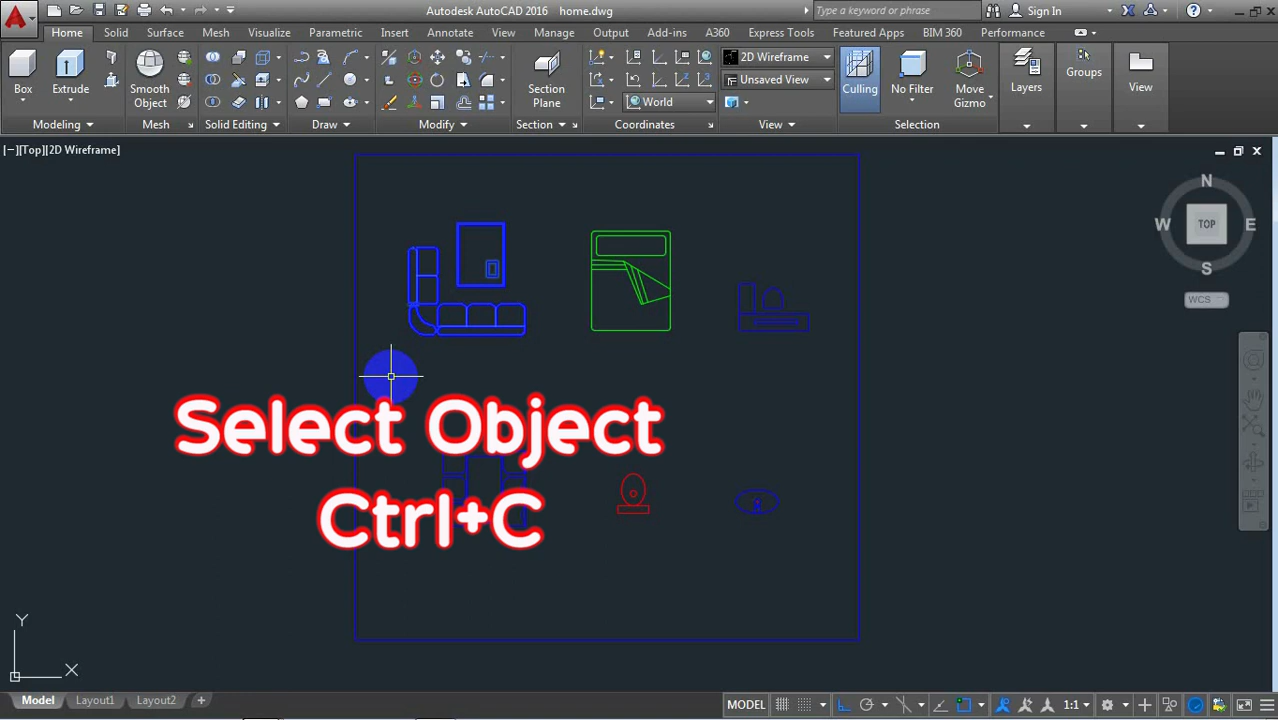 Autodesk AutoCAD 2016 home.dwg
Type a keyword or phrase
Sign In
Home Solid Surface Mesh Visualize Parametric Insert Annotate View Manage Output Add-ins A360 Express Tools Featured Apps BIM 360 Performance
Box
Extrude
Smooth Object
Section Plane
2D Wireframe
Unsaved View
World
Culling
No Filter
Move Gizmo
Layers
Groups
View
Modeling Mesh Solid Editing Draw Modify Section Coordinates View Selection
[−][Top][2D Wireframe]
N
W TOP E
S
WCS
Select Object
Ctrl+C
Y
X
Model Layout1 Layout2 +
MODEL 1:1